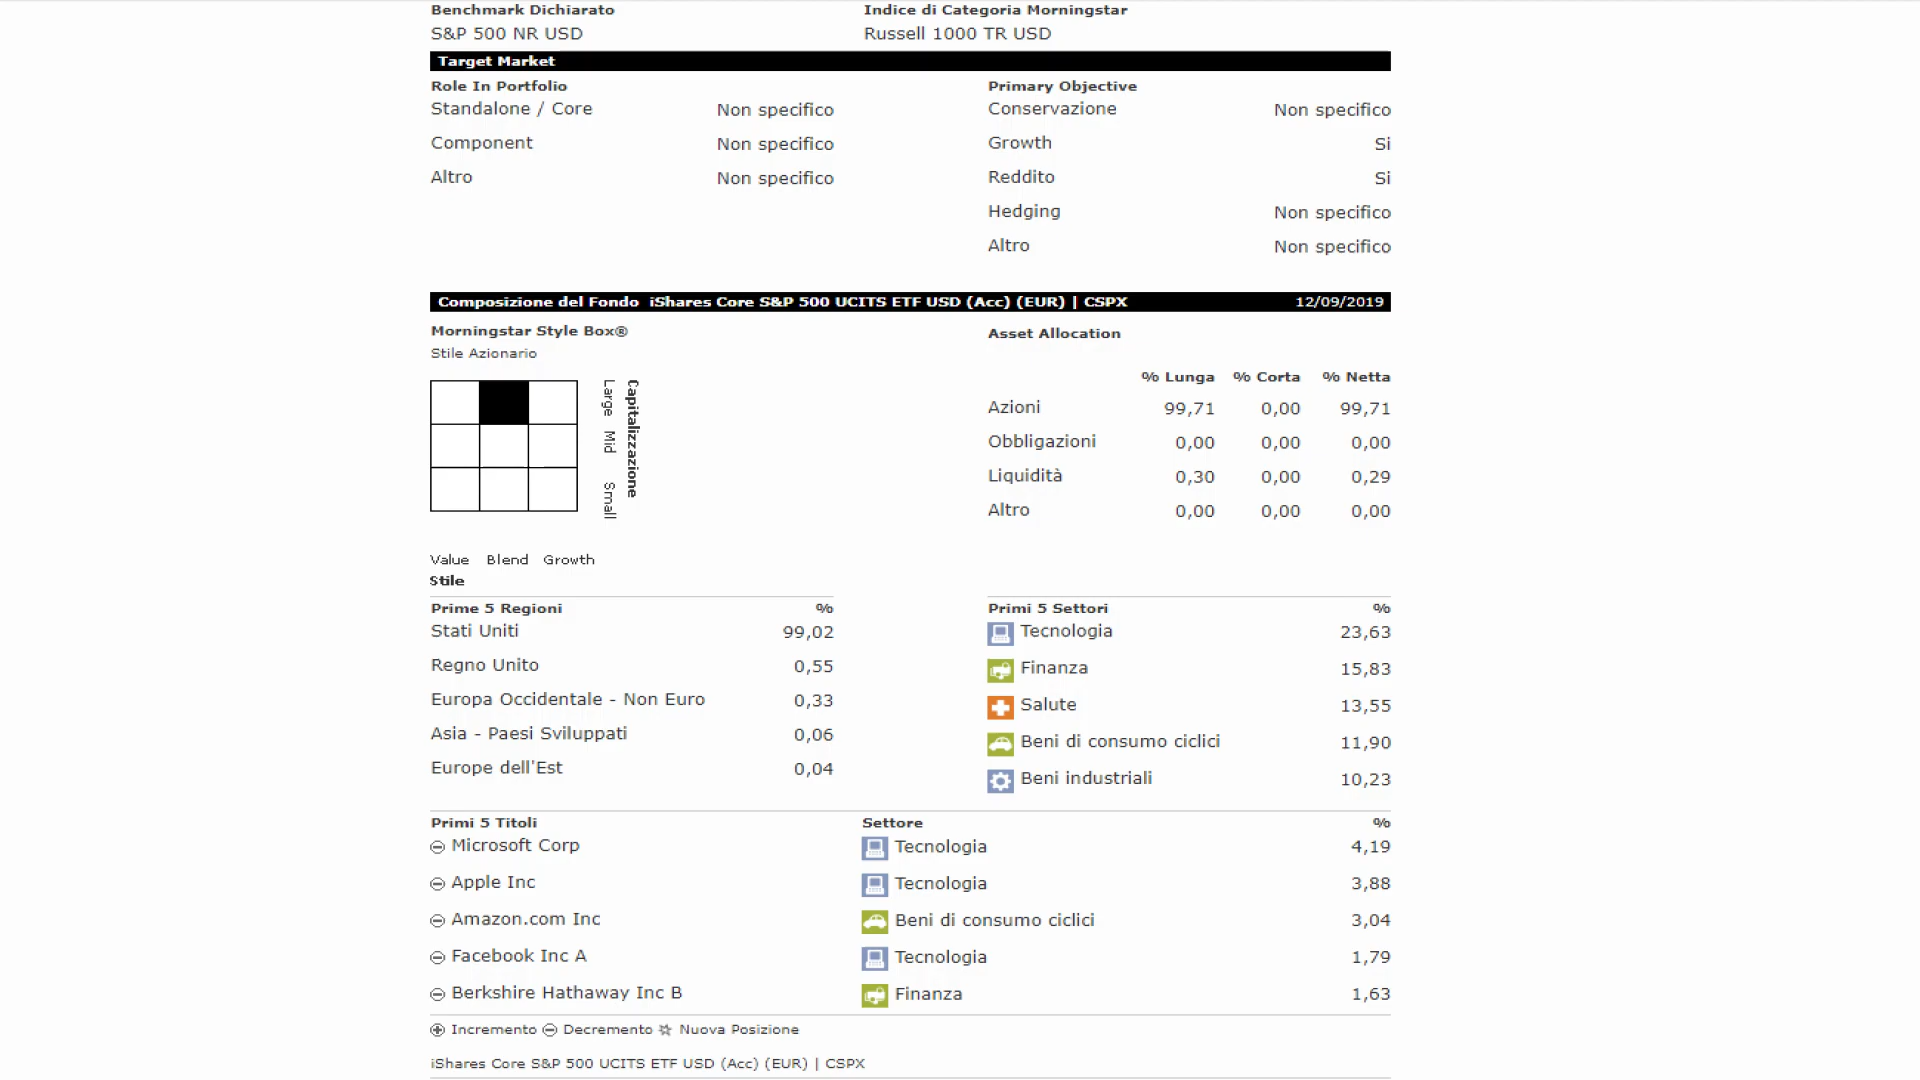 Benchmark Dichiarato Indice di Categoria Morningstar
S&P 500 NR USD Russell 1000 TR USD
Target Market
Role In Portfolio Primary Objective
Standalone / Core Non specifico Conservazione Non specifico
Component Non specifico Growth Si
Altro Non specifico Reddito Si
Hedging Non specifico
Altro Non specifico
Composizione del Fondo iShares Core S&P 500 UCITS ETF USD (Acc) (EUR) | CSPX 12/09/2019
Morningstar Style Box® Asset Allocation
Stile Azionario
% Lunga % Corta % Netta
Azioni 99,71 0,00 99,71
Obbligazioni 0,00 0,00 0,00
Liquidità 0,30 0,00 0,29
Altro 0,00 0,00 0,00
Large Mid Small
Capitalizzazione
Value Blend Growth
Stile
Prime 5 Regioni % Primi 5 Settori %
Stati Uniti 99,02 Tecnologia 23,63
Regno Unito 0,55 Finanza 15,83
Europa Occidentale - Non Euro 0,33 Salute 13,55
Asia - Paesi Sviluppati 0,06 Beni di consumo ciclici 11,90
Europe dell'Est 0,04 Beni industriali 10,23
Primi 5 Titoli Settore %
Microsoft Corp Tecnologia 4,19
Apple Inc Tecnologia 3,88
Amazon.com Inc Beni di consumo ciclici 3,04
Facebook Inc A Tecnologia 1,79
Berkshire Hathaway Inc B Finanza 1,63
Incremento Decremento Nuova Posizione
iShares Core S&P 500 UCITS ETF USD (Acc) (EUR) | CSPX